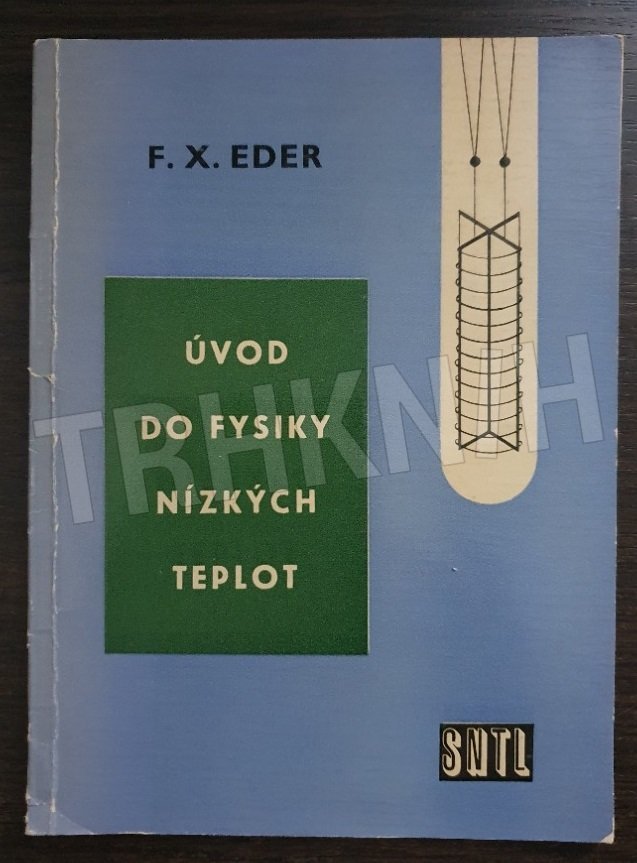 F. X. EDER
ÚVOD
DO FYSIKY
NÍZKÝCH
TEPLOT
TRHKNIH
SNTL